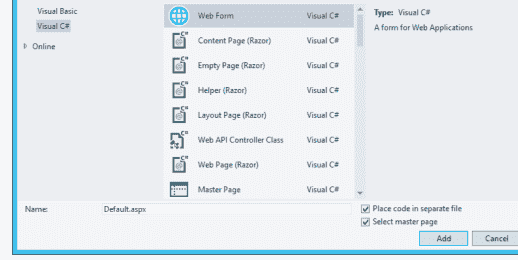 Visual Basic
Visual C#
Online
Web Form Visual C#
Content Page (Razor) Visual C#
Empty Page (Razor) Visual C#
Helper (Razor) Visual C#
Layout Page (Razor) Visual C#
Web API Controller Class Visual C#
Web Page (Razor) Visual C#
Master Page Visual C#
Type: Visual C#
A form for Web Applications
Name: Default.aspx
Place code in separate file
Select master page
Add Cancel